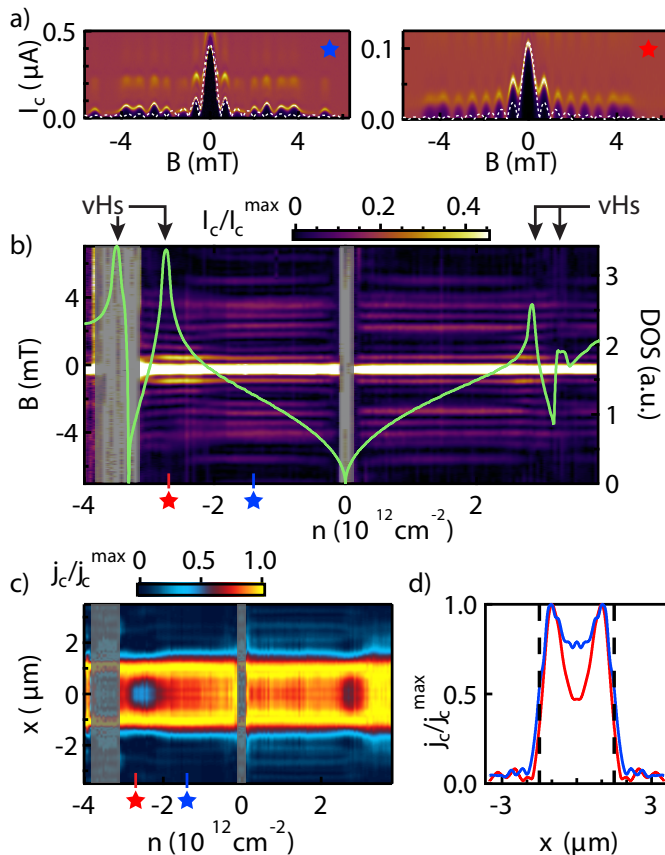 a)
I_c (μA)
0.5
0.0
-4 0 4
B (mT)
0.1
0
-4 0 4
B (mT)
vHs
I_c/I_c^max 0 0.2 0.4
vHs
b)
B (mT)
4
0
-4
3
2
1
0
DOS (a.u.)
-4 -2 0 2
n (10^12 cm^-2)
c)
j_c/j_c^max 0 0.5 1.0
x (μm)
2
0
-2
-4 -2 0 2
n (10^12 cm^-2)
d)
j_c/j_c^max
1.0
0.5
0.0
-3 0 3
x (μm)